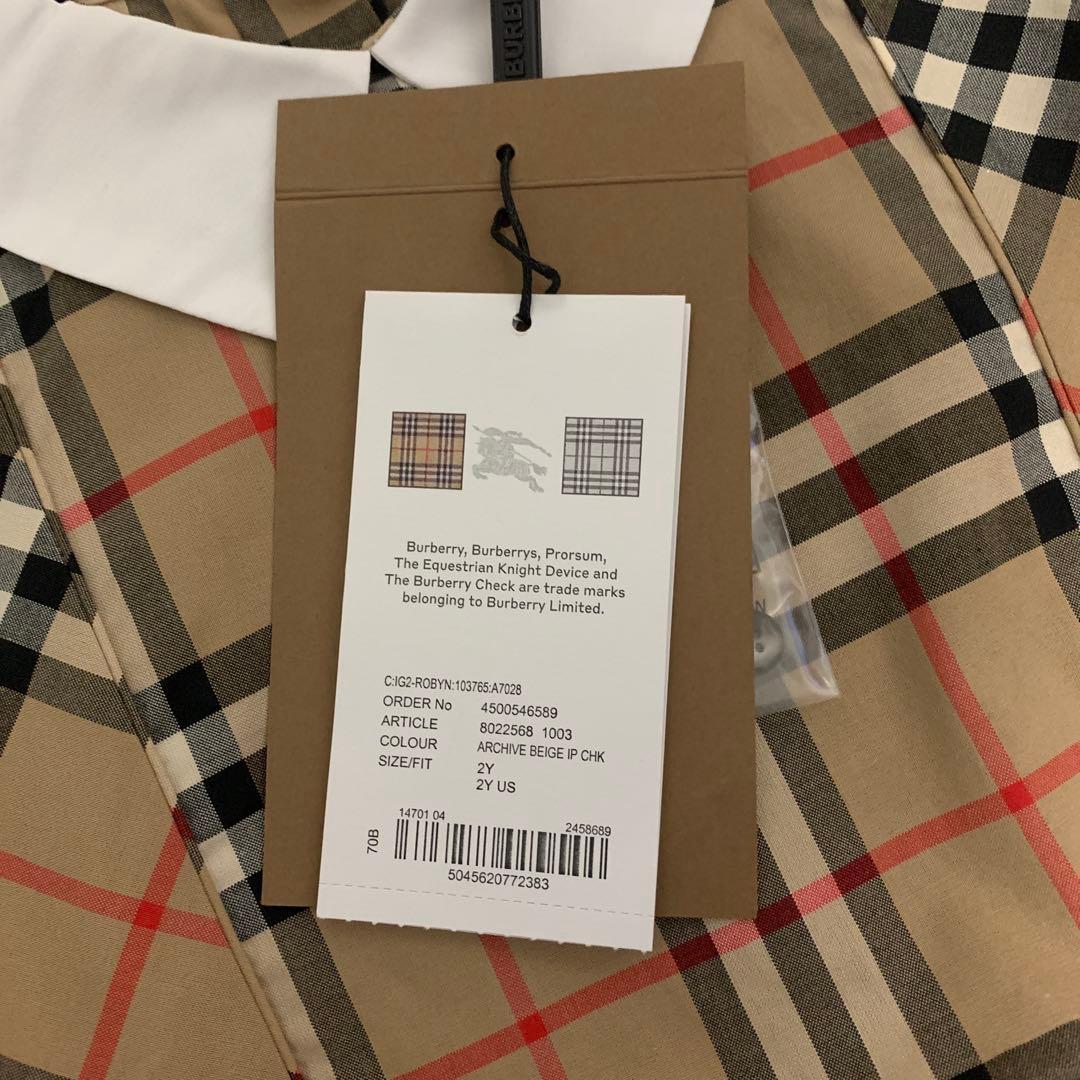 BURB
Burberry, Burberrys, Prorsum,
The Equestrian Knight Device and
The Burberry Check are trade marks
belonging to Burberry Limited.
C:IG2-ROBYN:103765:A7028
ORDER No 4500546589
ARTICLE 8022568 1003
COLOUR ARCHIVE BEIGE IP CHK
SIZE/FIT 2Y
2Y US
14701 04 2458689
70B
5045620772383